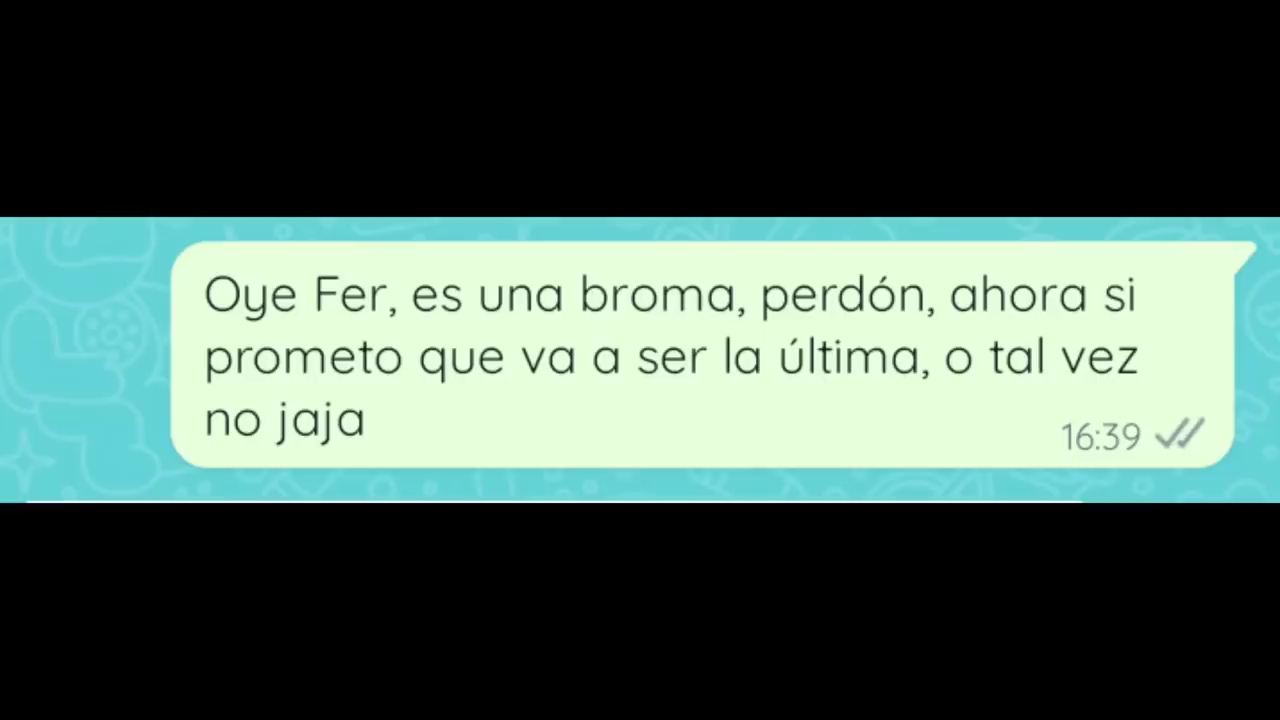 Oye Fer, es una broma, perdón, ahora si
prometo que va a ser la última, o tal vez
no jaja
16:39